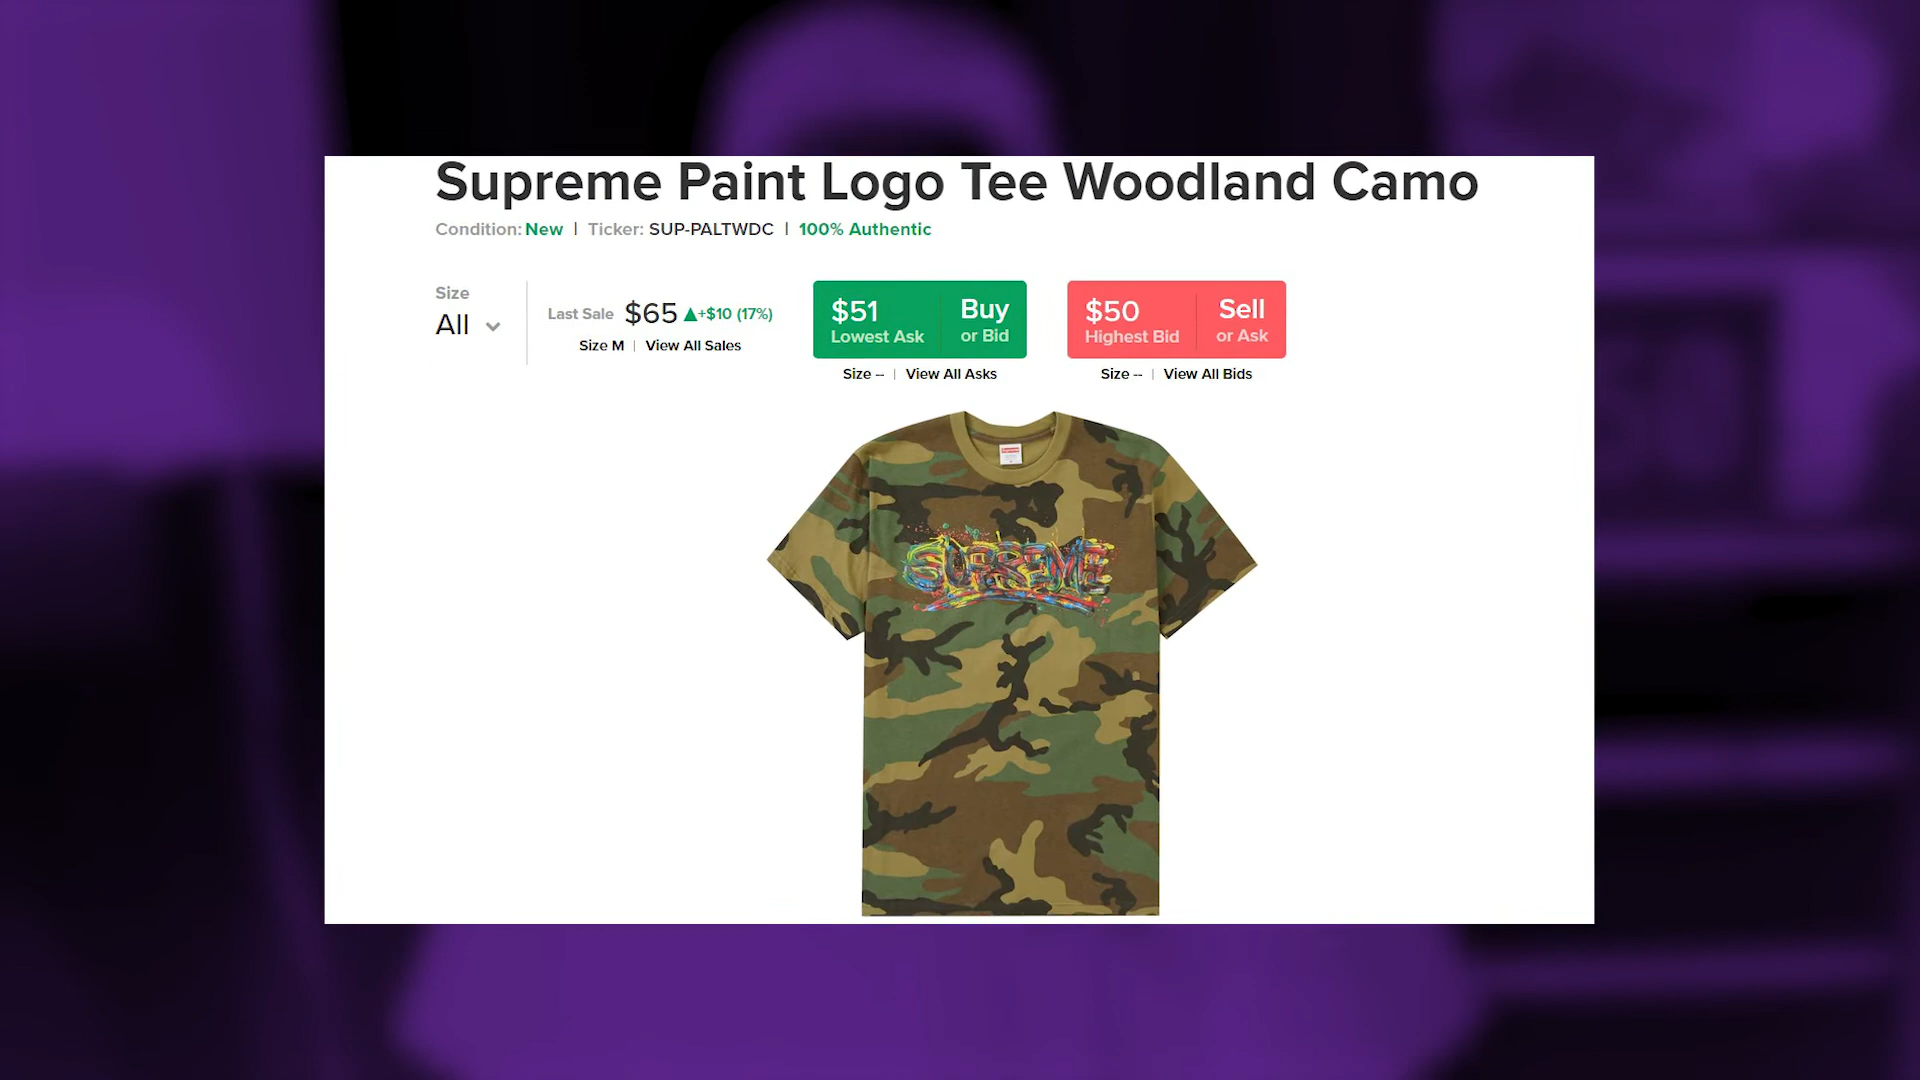 Supreme Paint Logo Tee Woodland Camo
Condition: New | Ticker: SUP-PALTWDC | 100% Authentic
Size
All
Last Sale $65 ▲+$10 (17%)
Size M | View All Sales
$51
Lowest Ask
Buy
or Bid
Size -- | View All Asks
$50
Highest Bid
Sell
or Ask
Size -- | View All Bids
SUPREME